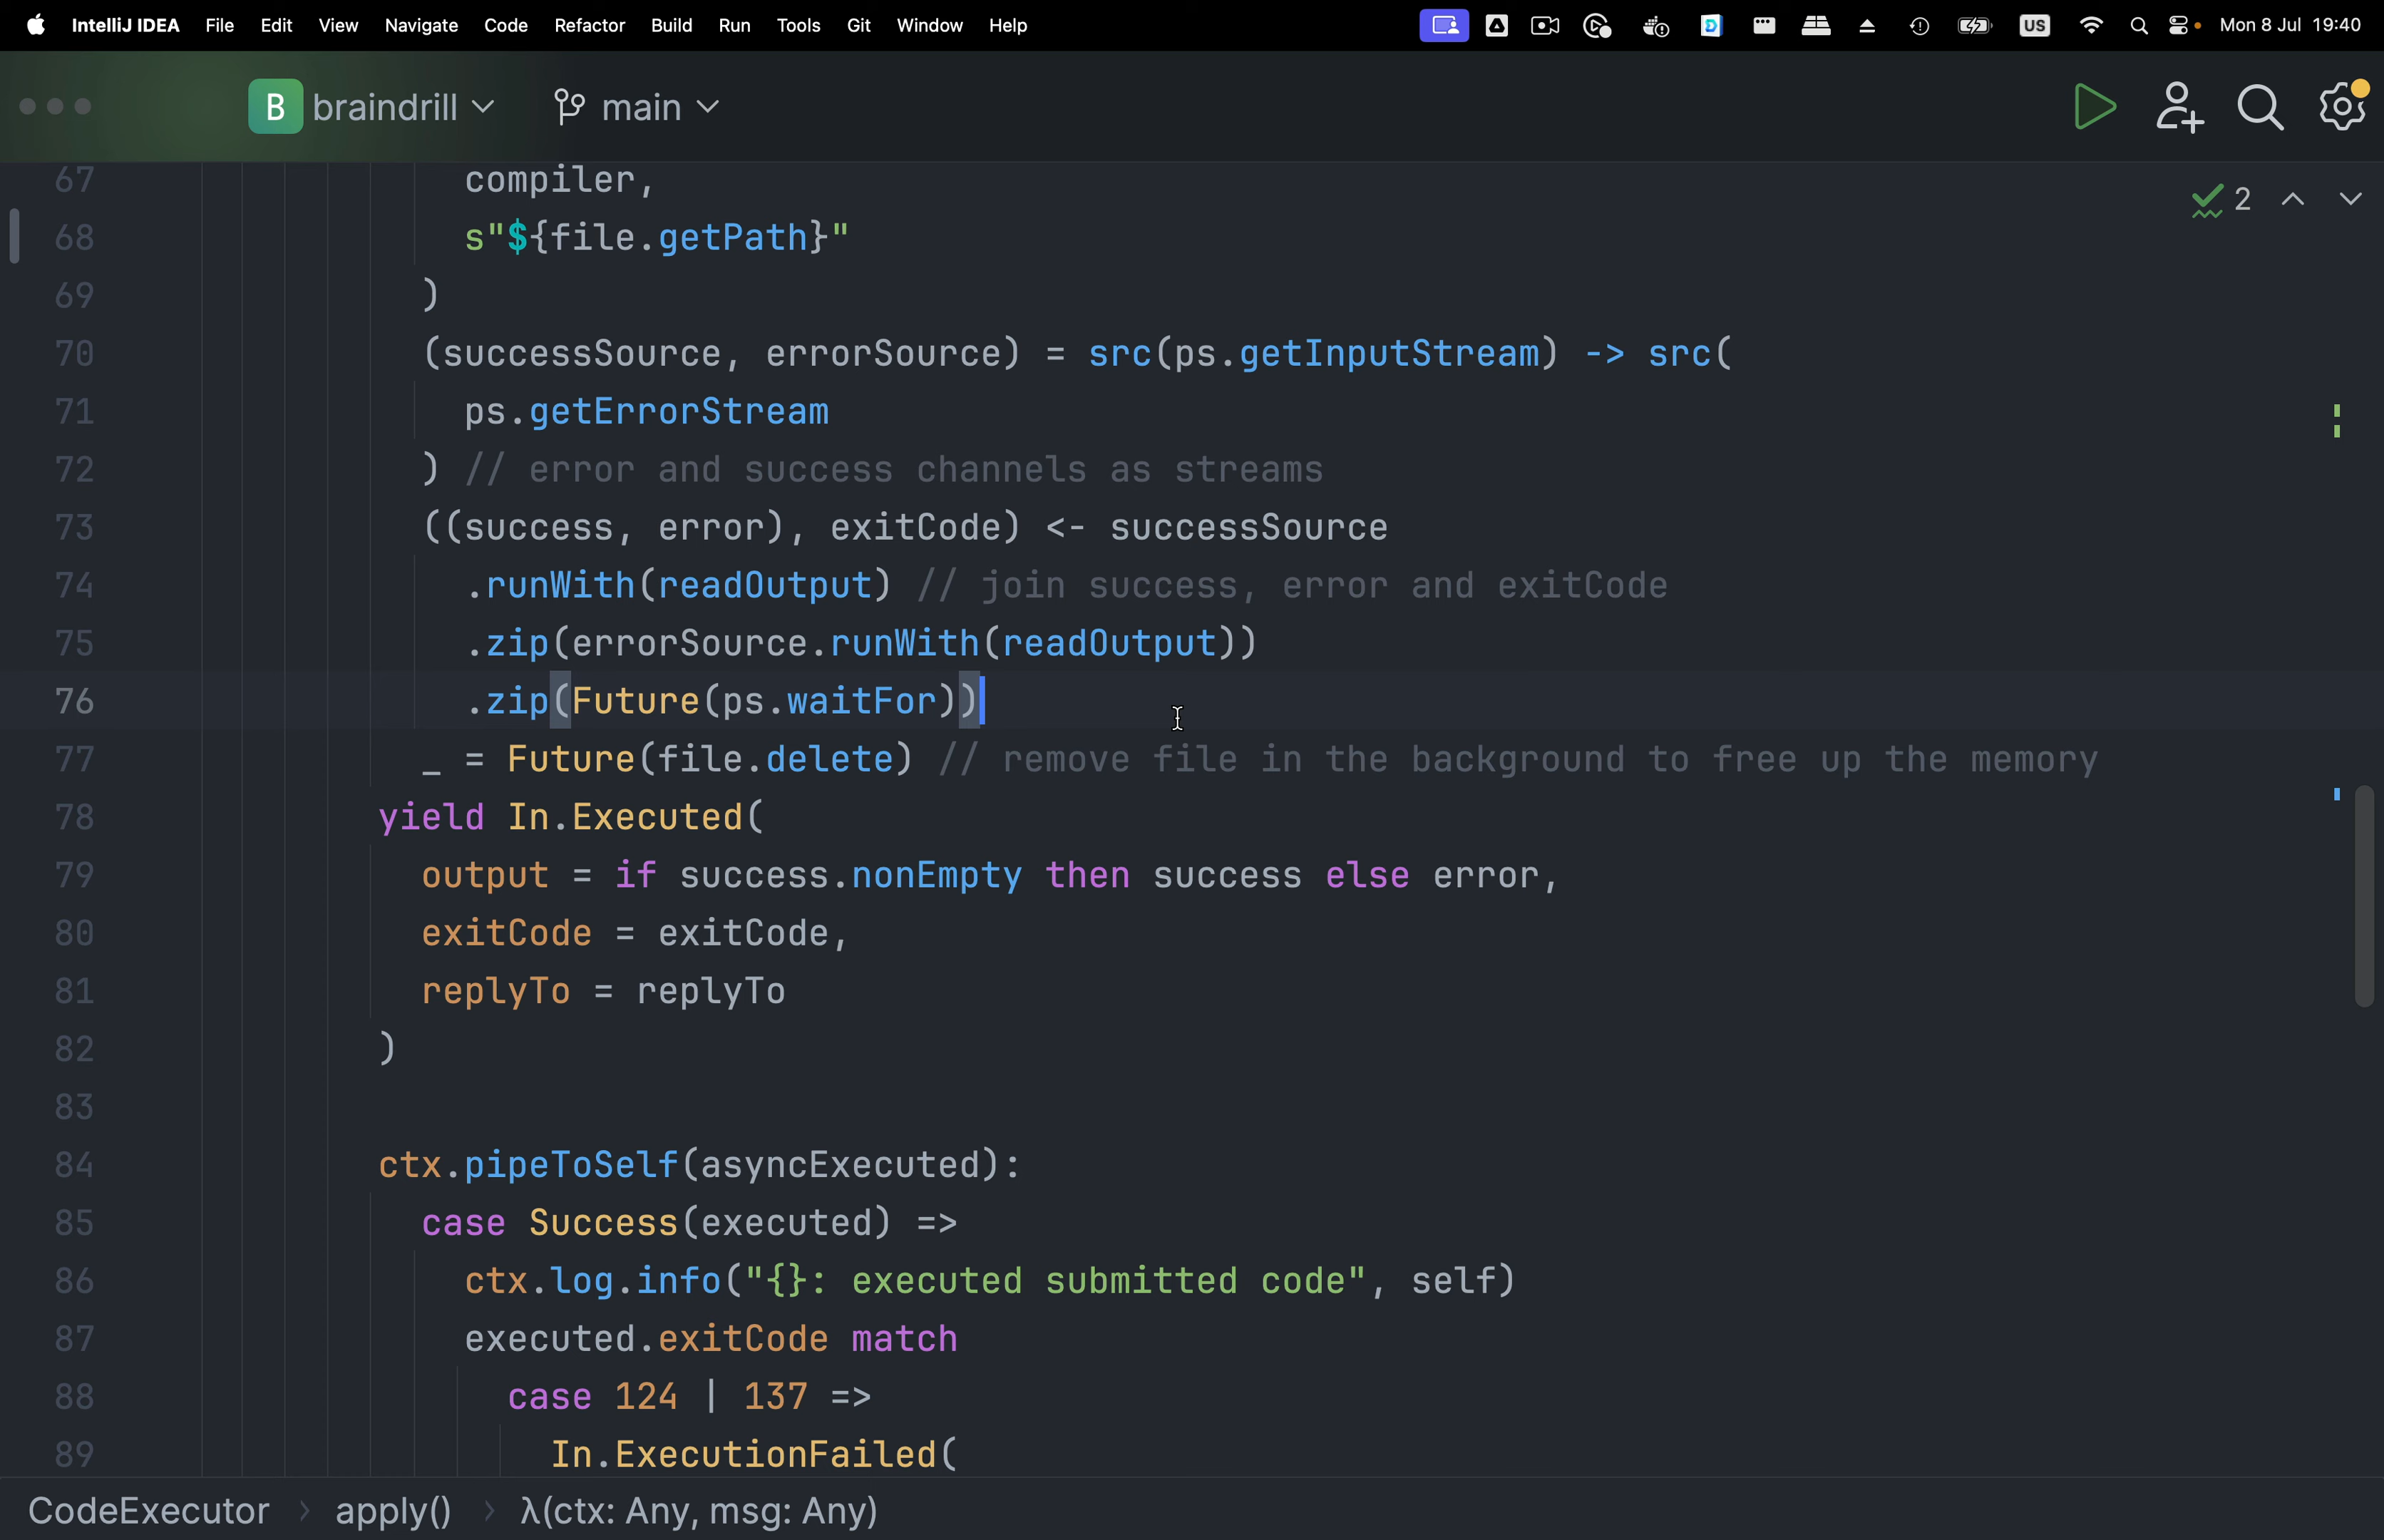 IntelliJ IDEA File Edit View Navigate Code Refactor Build Run Tools Git Window Help US Mon 8 Jul 19:40
B braindrill main
67 compiler,
2
68 s"${file.getPath}"
69 )
70 (successSource, errorSource) = src(ps.getInputStream) -> src(
71 ps.getErrorStream
72 ) // error and success channels as streams
73 ((success, error), exitCode) <- successSource
74 .runWith(readOutput) // join success, error and exitCode
75 .zip(errorSource.runWith(readOutput))
76 .zip(Future(ps.waitFor))
77 _ = Future(file.delete) // remove file in the background to free up the memory
78 yield In.Executed(
79 output = if success.nonEmpty then success else error,
80 exitCode = exitCode,
81 replyTo = replyTo
82 )
83
84 ctx.pipeToSelf(asyncExecuted):
85 case Success(executed) =>
86 ctx.log.info("{}: executed submitted code", self)
87 executed.exitCode match
88 case 124 | 137 =>
89 In.ExecutionFailed(
CodeExecutor › apply() › λ(ctx: Any, msg: Any)